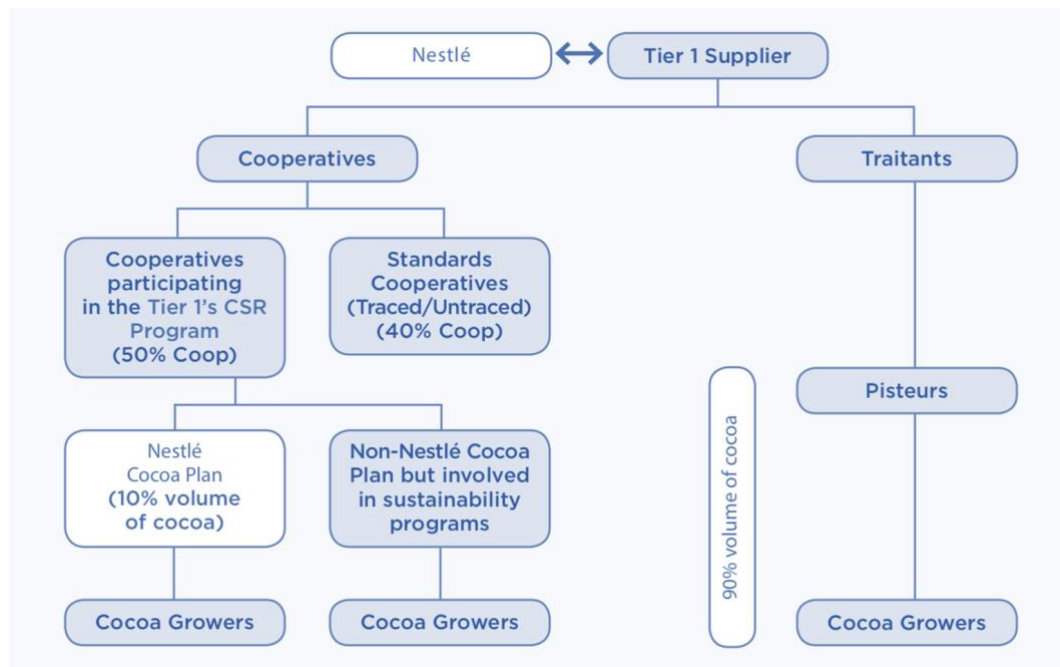 Nestlé
Tier 1 Supplier
Cooperatives
Traitants
Cooperatives
participating
in the Tier 1's CSR
Program
(50% Coop)
Standards
Cooperatives
(Traced/Untraced)
(40% Coop)
Pisteurs
Nestlé
Cocoa Plan
(10% volume
of cocoa)
Non-Nestlé Cocoa
Plan but involved
in sustainability
programs
90% volume of cocoa
Cocoa Growers
Cocoa Growers
Cocoa Growers